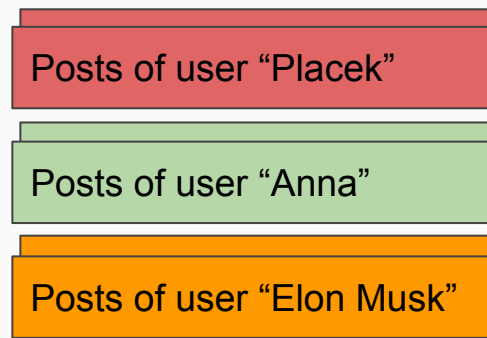 Posts of user “Placek”
Posts of user “Anna”
Posts of user “Elon Musk”